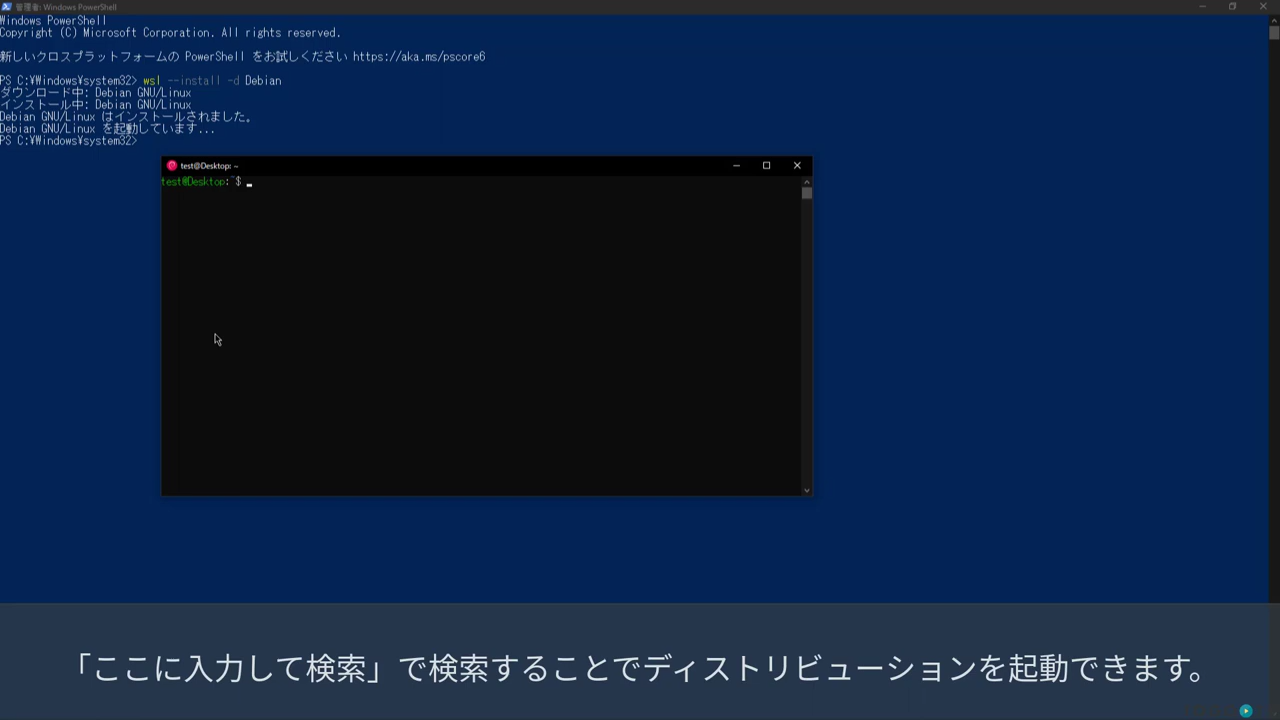 管理者: Windows PowerShell
Windows PowerShell
Copyright (C) Microsoft Corporation. All rights reserved.
新しいクロスプラットフォームの PowerShell をお試しください https://aka.ms/pscore6
PS C:¥Windows¥system32> wsl --install -d Debian
ダウンロード中: Debian GNU/Linux
インストール中: Debian GNU/Linux
Debian GNU/Linux はインストールされました。
Debian GNU/Linux を起動しています...
PS C:¥Windows¥system32>
test@Desktop: ~
test@Desktop:~$
「ここに入力して検索」で検索することでディストリビューションを起動できます。